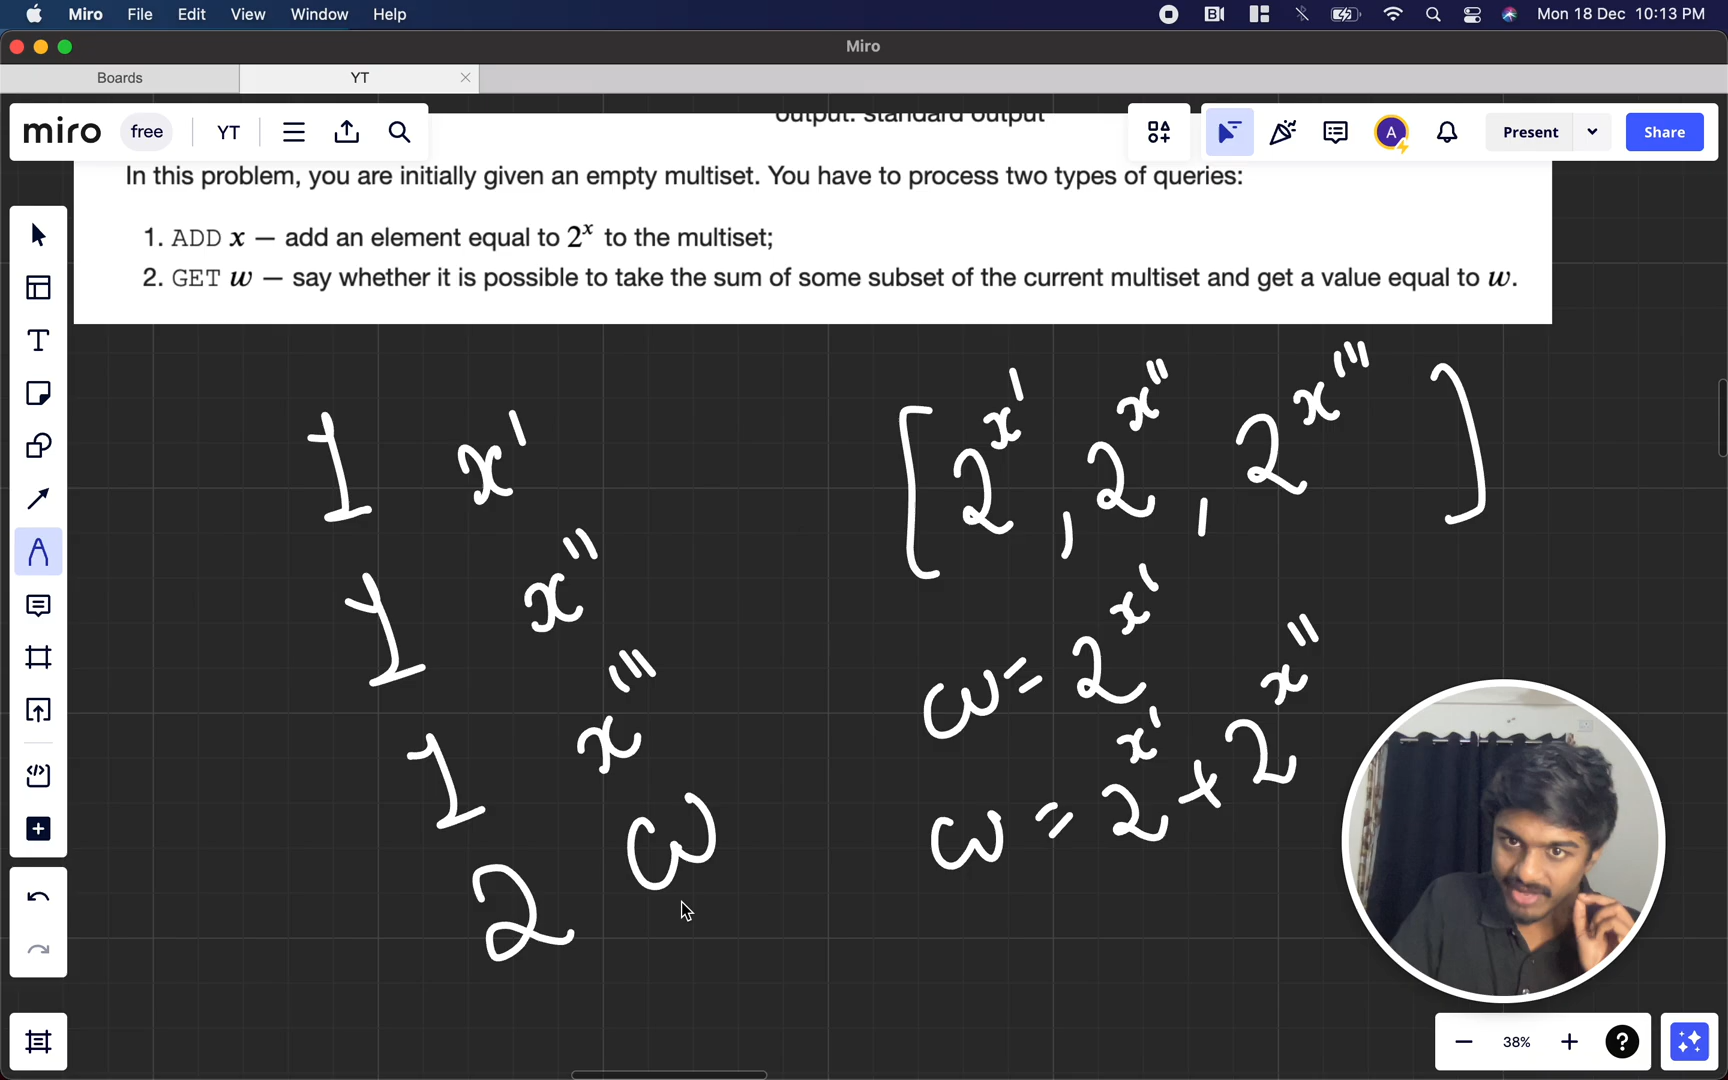 Miro File Edit View Window Help Mon 18 Dec 10:13 PM
Miro
Boards YT
miro free YT Present Share
output: standard output
In this problem, you are initially given an empty multiset. You have to process two types of queries:
1. ADD x — add an element equal to 2^x to the multiset;
2. GET w — say whether it is possible to take the sum of some subset of the current multiset and get a value equal to w.
1 x'
1 x''
1 x'''
2 ω
[2^x', 2^x'', 2^x''']
ω = 2^x'
ω = 2^x' + 2^x''
38%